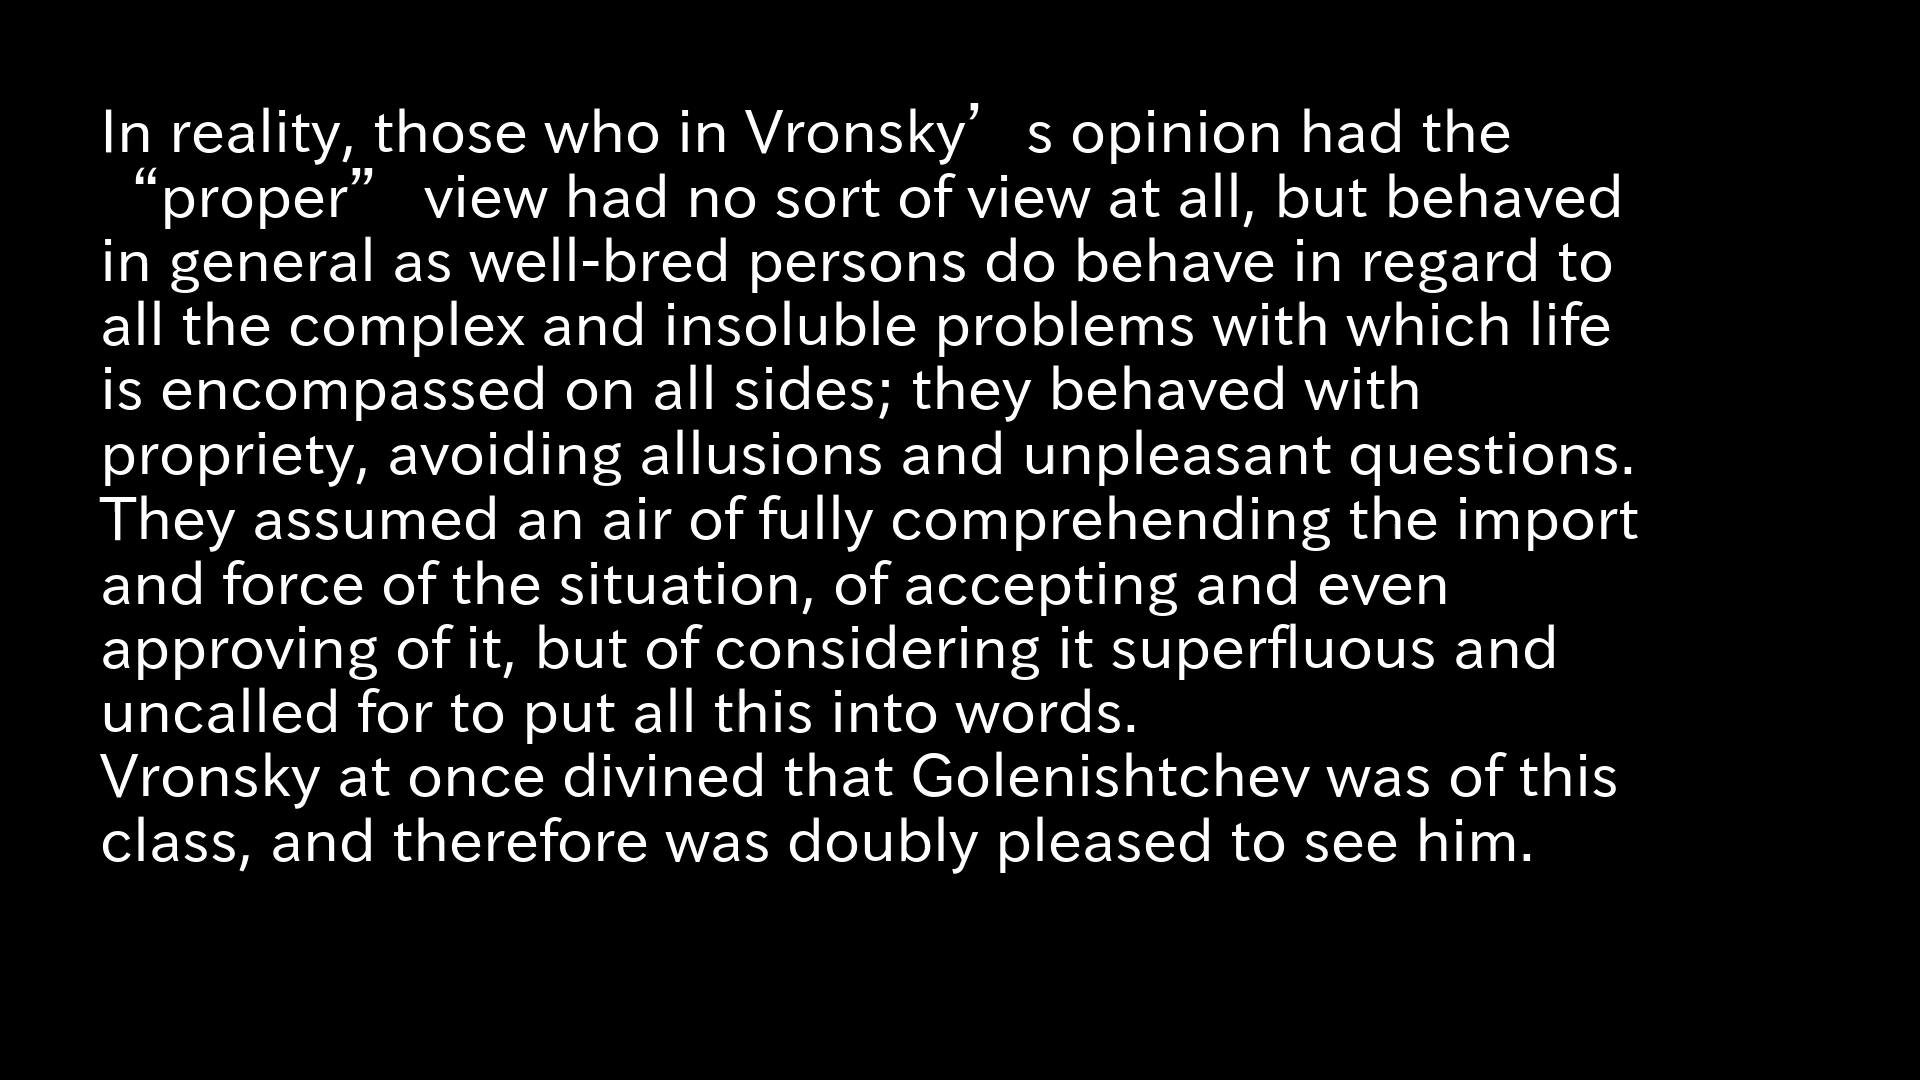 In reality, those who in Vronsky’s opinion had the
“proper” view had no sort of view at all, but behaved
in general as well-bred persons do behave in regard to
all the complex and insoluble problems with which life
is encompassed on all sides; they behaved with
propriety, avoiding allusions and unpleasant questions.
They assumed an air of fully comprehending the import
and force of the situation, of accepting and even
approving of it, but of considering it superfluous and
uncalled for to put all this into words.
Vronsky at once divined that Golenishtchev was of this
class, and therefore was doubly pleased to see him.